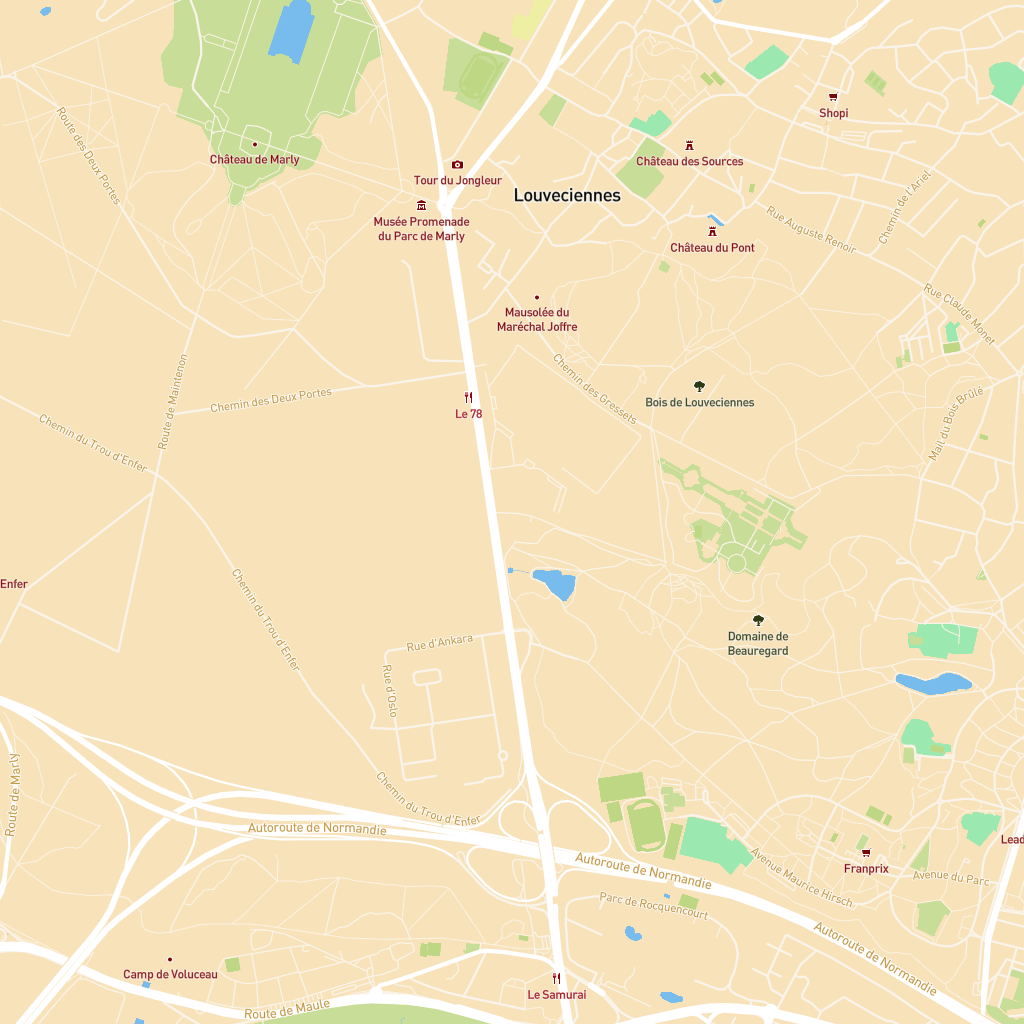 Shopi
Route des Deux Portes
Château de Marly
Château des Sources
Tour du Jongleur
Louveciennes
Chemin de l'Ariel
Musée Promenade
du Parc de Marly
Rue Auguste Renoir
Château du Pont
Rue Claude Monet
Mausolée du
Maréchal Joffre
Route de Maintenon
Chemin des Gressets
Chemin des Deux Portes
Le 78
Bois de Louveciennes
Mail du Bois Brûlé
Chemin du Trou d'Enfer
Enfer
Chemin du Trou d'Enfer
Rue d'Ankara
Domaine de
Beauregard
Rue d'Oslo
Route de Marly
Chemin du Trou d'Enfer
Autoroute de Normandie
Lead
Autoroute de Normandie
Avenue Maurice Hirsch
Franprix
Avenue du Parc
Parc de Rocquencourt
Autoroute de Normandie
Camp de Voluceau
Le Samurai
Route de Maule